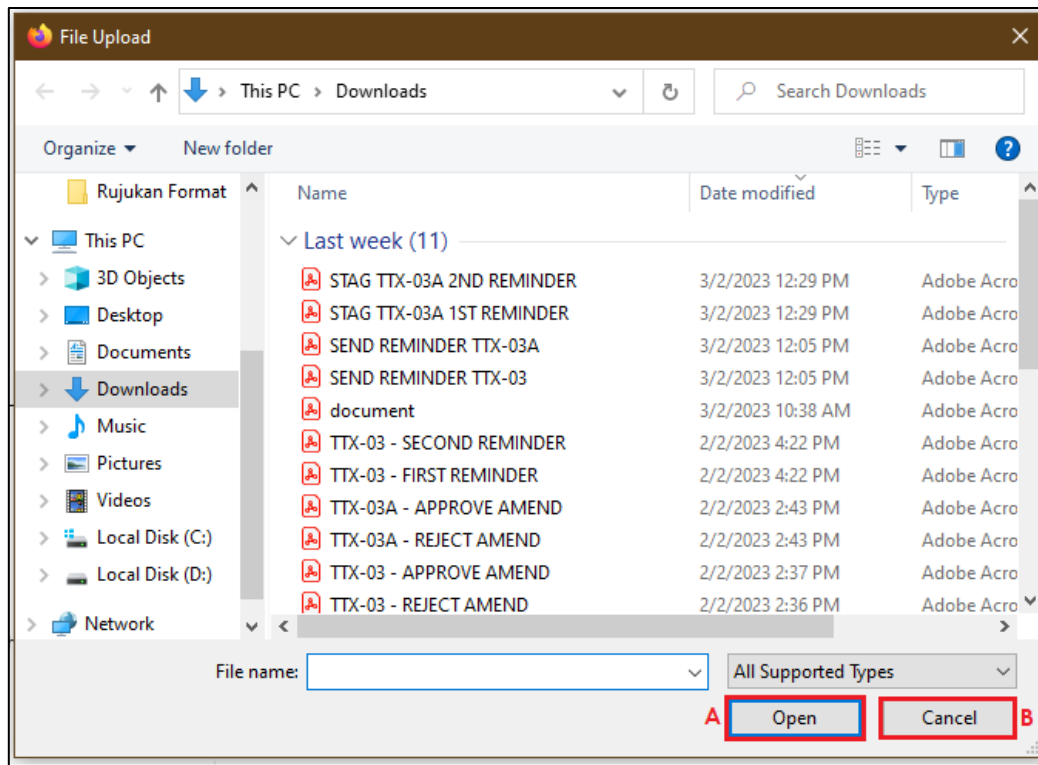 File Upload
This PC > Downloads
Search Downloads
Organize New folder
Rujukan Format
This PC
3D Objects
Desktop
Documents
Downloads
Music
Pictures
Videos
Local Disk (C:)
Local Disk (D:)
Network
Name Date modified Type
Last week (11)
STAG TTX-03A 2ND REMINDER 3/2/2023 12:29 PM Adobe Acro
STAG TTX-03A 1ST REMINDER 3/2/2023 12:29 PM Adobe Acro
SEND REMINDER TTX-03A 3/2/2023 12:05 PM Adobe Acro
SEND REMINDER TTX-03 3/2/2023 12:05 PM Adobe Acro
document 3/2/2023 10:38 AM Adobe Acro
TTX-03 - SECOND REMINDER 2/2/2023 4:22 PM Adobe Acro
TTX-03 - FIRST REMINDER 2/2/2023 4:22 PM Adobe Acro
TTX-03A - APPROVE AMEND 2/2/2023 2:43 PM Adobe Acro
TTX-03A - REJECT AMEND 2/2/2023 2:43 PM Adobe Acro
TTX-03 - APPROVE AMEND 2/2/2023 2:37 PM Adobe Acro
TTX-03 - REJECT AMEND 2/2/2023 2:36 PM Adobe Acro
File name: All Supported Types
A Open Cancel B